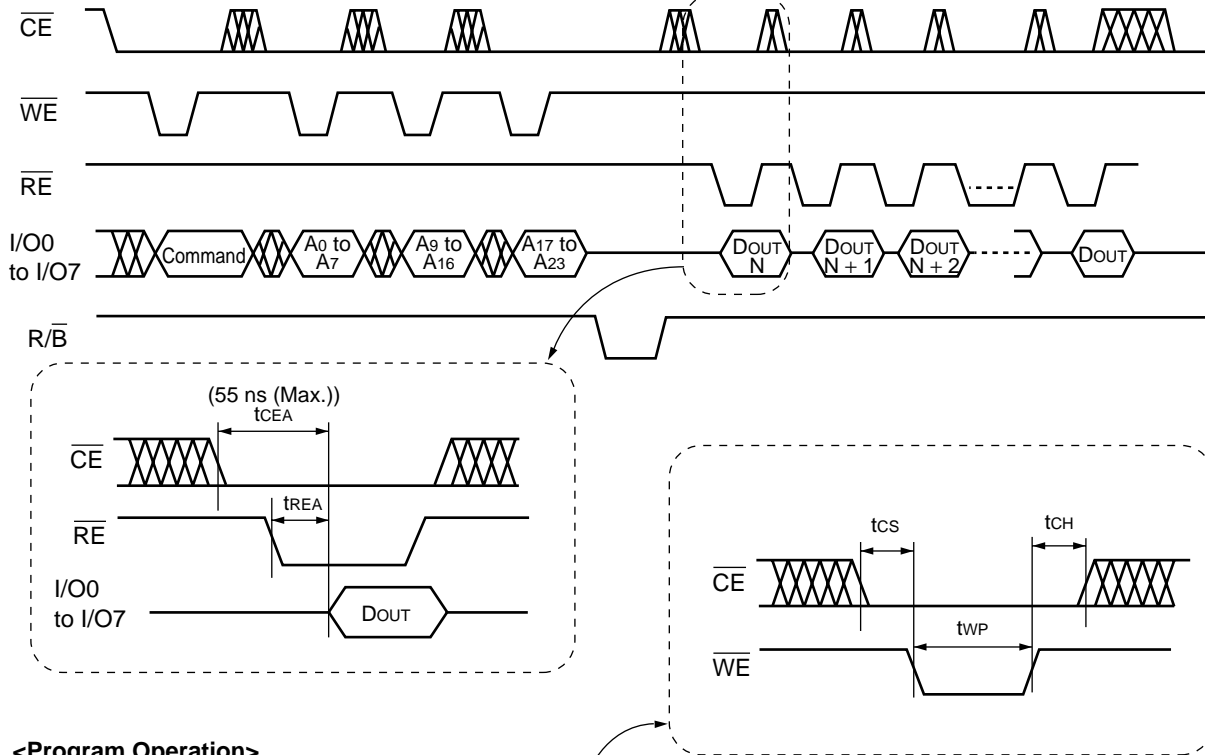 CE
WE
RE
I/O0
to I/O7
Command
A0 to
A7
A9 to
A16
A17 to
A23
DOUT
N
DOUT
N + 1
DOUT
N + 2
DOUT
R/B
(55 ns (Max.))
tCEA
CE
tREA
RE
I/O0
to I/O7
DOUT
tCS
tCH
CE
tWP
WE
<Program Operation>